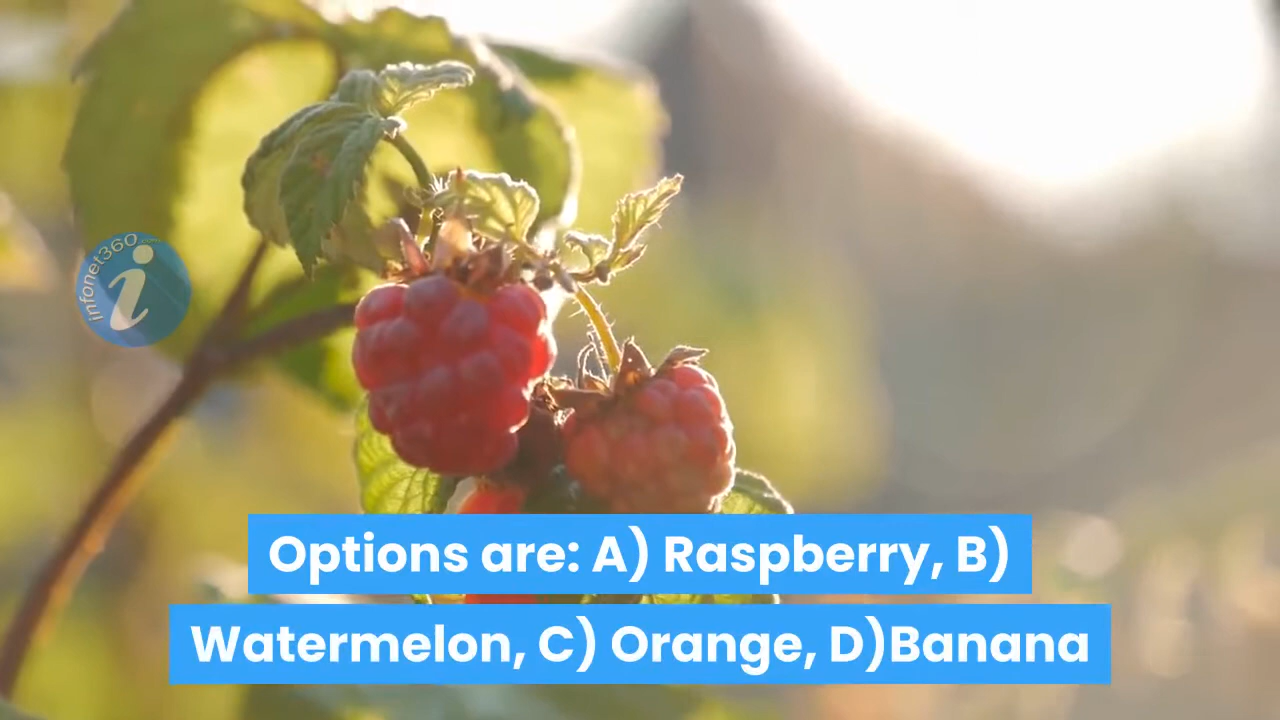 infonet360.com
i
Options are: A) Raspberry, B)
Watermelon, C) Orange, D)Banana